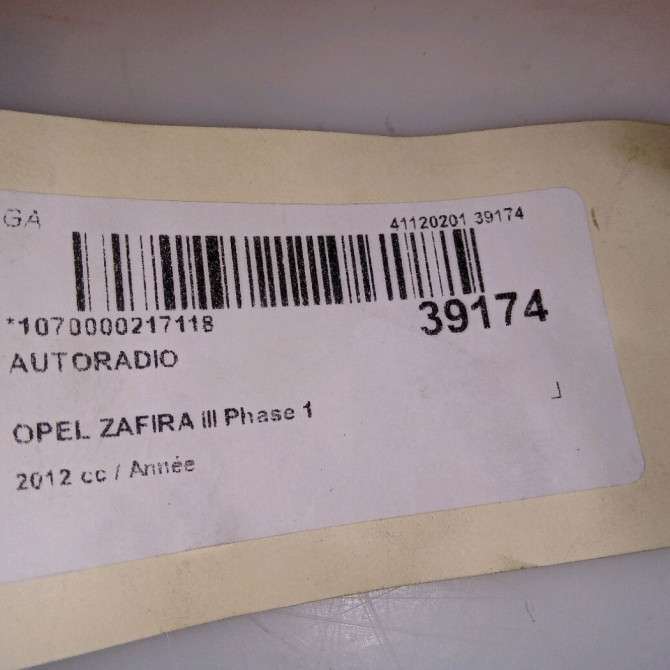 GA
41120201 39174
*1070000217118
39174
AUTORADIO
OPEL ZAFIRA III Phase 1
2012 cc / Année